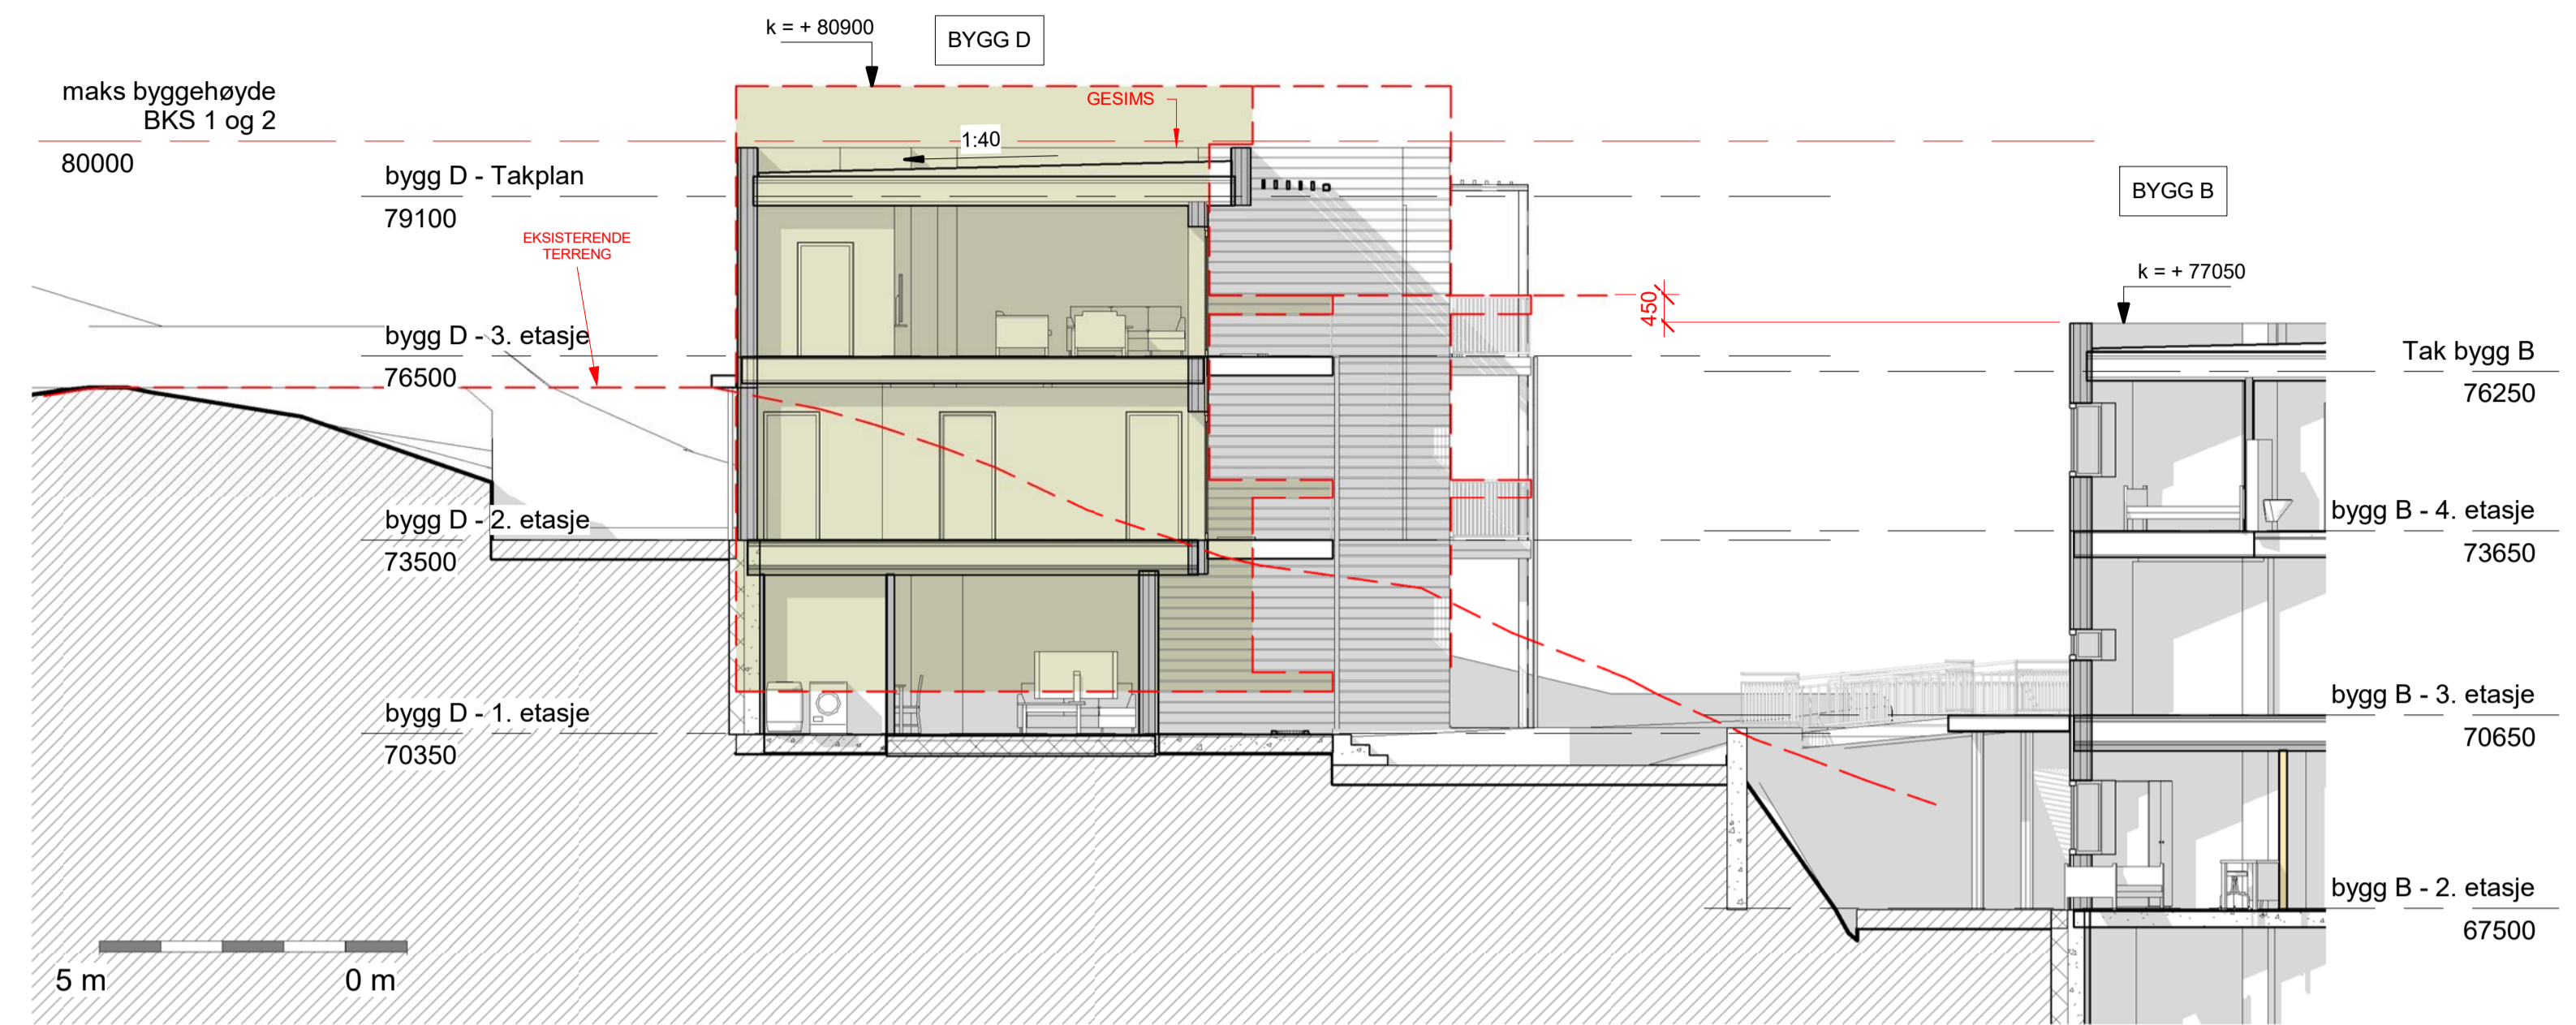 k = + 80900
BYGG D
maks byggehøyde
BKS 1 og 2
80000
GESIMS
1:40
bygg D - Takplan
79100
BYGG B
EKSISTERENDE
TERRENG
k = + 77050
450
bygg D - 3. etasje
76500
Tak bygg B
76250
bygg D - 2. etasje
73500
bygg B - 4. etasje
73650
bygg D - 1. etasje
70350
bygg B - 3. etasje
70650
bygg B - 2. etasje
67500
5 m
0 m